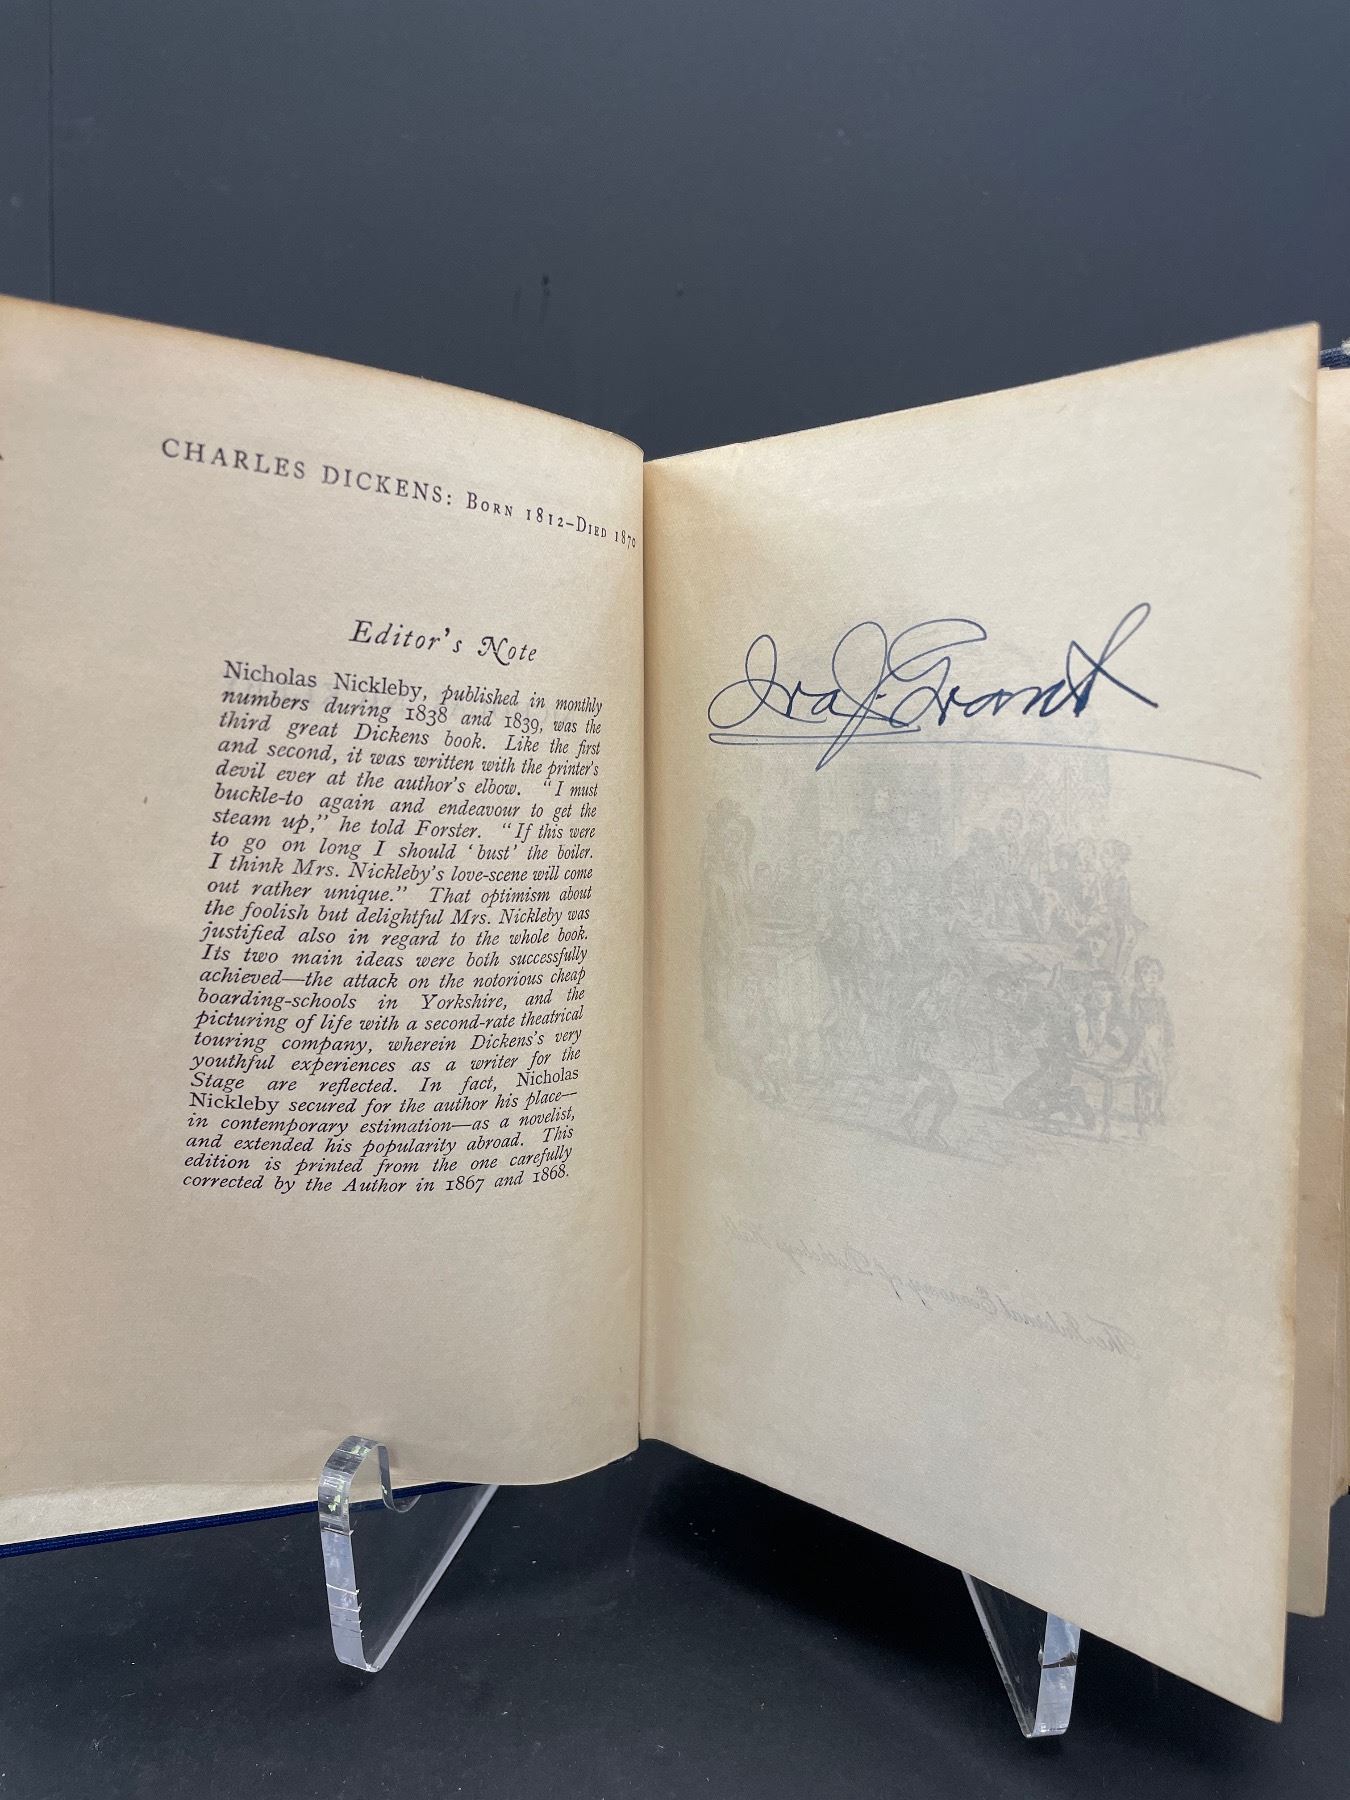 CHARLES DICKENS: BORN 1812–DIED 1870
Editor's Note
Nicholas Nickleby, published in monthly
numbers during 1838 and 1839, was the
third great Dickens book. Like the first
and second, it was written with the printer's
devil ever at the author's elbow. "I must
buckle-to again and endeavour to get the
steam up," he told Forster. "If this were
to go on long I should 'bust' the boiler.
I think Mrs. Nickleby's love-scene will come
out rather unique." That optimism about
the foolish but delightful Mrs. Nickleby was
justified also in regard to the whole book.
Its two main ideas were both successfully
achieved—the attack on the notorious cheap
boarding-schools in Yorkshire, and the
picturing of life with a second-rate theatrical
touring company, wherein Dickens's very
youthful experiences as a writer for the
Stage are reflected. In fact, Nicholas
Nickleby secured for the author his place—
in contemporary estimation—as a novelist,
and extended his popularity abroad. This
edition is printed from the one carefully
corrected by the Author in 1867 and 1868.
Ira J. Grant
The Internal Economy of Dotheboys Hall